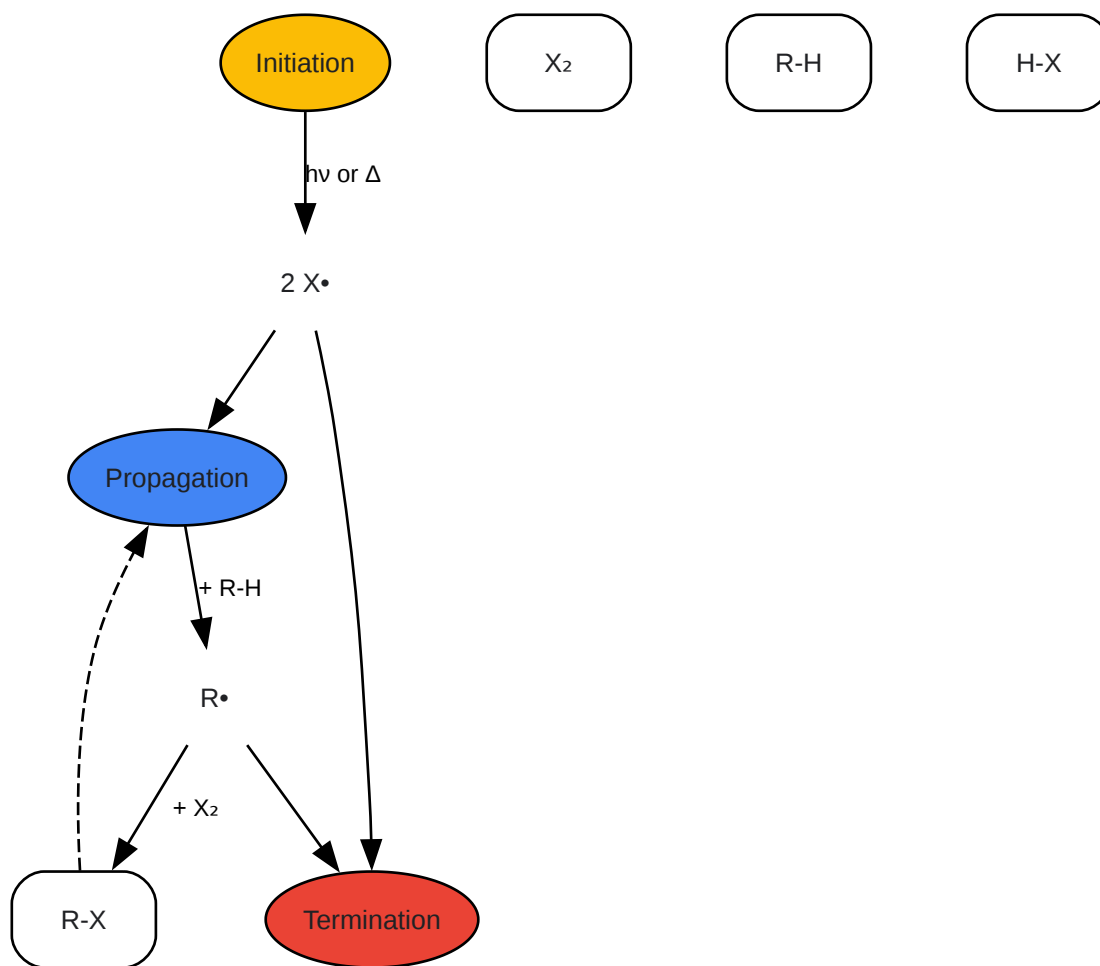 Initiation
X₂
R-H
H-X
hν or Δ
2 X•
Propagation
+ R-H
R•
+ X₂
R-X
Termination